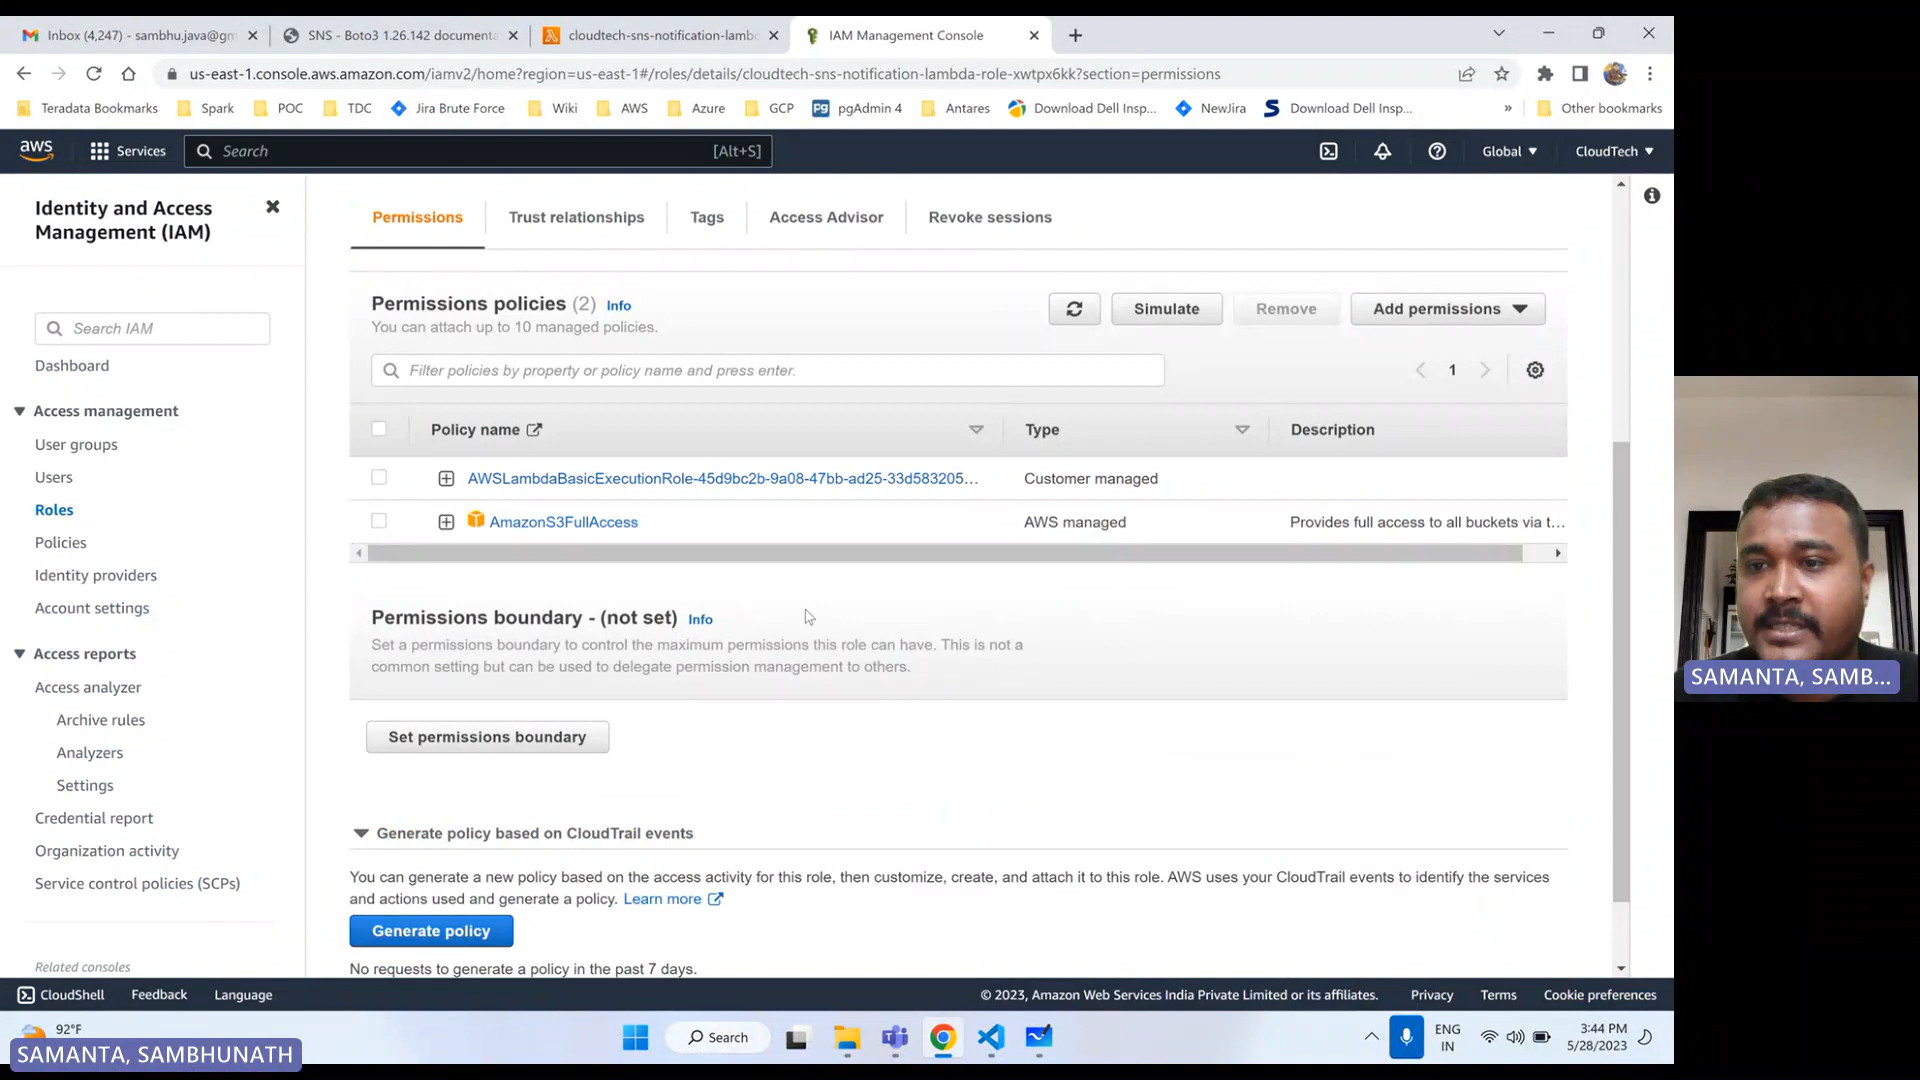 Inbox (4,247) - sambhu.java@gm
SNS - Boto3 1.26.142 documenta
cloudtech-sns-notification-lamb
IAM Management Console
us-east-1.console.aws.amazon.com/iamv2/home?region=us-east-1#/roles/details/cloudtech-sns-notification-lambda-role-xwtpx6kk?section=permissions
Teradata Bookmarks
Spark
POC
TDC
Jira Brute Force
Wiki
AWS
Azure
GCP
pgAdmin 4
Antares
Download Dell Insp...
NewJira
Download Dell Insp...
»
Other bookmarks
aws
Services
Search
[Alt+S]
Global
CloudTech
Identity and Access
Management (IAM)
Search IAM
Dashboard
Access management
User groups
Users
Roles
Policies
Identity providers
Account settings
Access reports
Access analyzer
Archive rules
Analyzers
Settings
Credential report
Organization activity
Service control policies (SCPs)
Related consoles
Permissions
Trust relationships
Tags
Access Advisor
Revoke sessions
Permissions policies (2) Info
You can attach up to 10 managed policies.
Simulate
Remove
Add permissions
Filter policies by property or policy name and press enter.
1
Policy name
Type
Description
AWSLambdaBasicExecutionRole-45d9bc2b-9a08-47bb-ad25-33d583205...
Customer managed
AmazonS3FullAccess
AWS managed
Provides full access to all buckets via t...
Permissions boundary - (not set) Info
Set a permissions boundary to control the maximum permissions this role can have. This is not a
common setting but can be used to delegate permission management to others.
Set permissions boundary
Generate policy based on CloudTrail events
You can generate a new policy based on the access activity for this role, then customize, create, and attach it to this role. AWS uses your CloudTrail events to identify the services
and actions used and generate a policy. Learn more
Generate policy
No requests to generate a policy in the past 7 days.
CloudShell
Feedback
Language
© 2023, Amazon Web Services India Private Limited or its affiliates.
Privacy
Terms
Cookie preferences
92°F
Search
ENG
IN
3:44 PM
5/28/2023
SAMANTA, SAMBHUNATH
SAMANTA, SAMB...